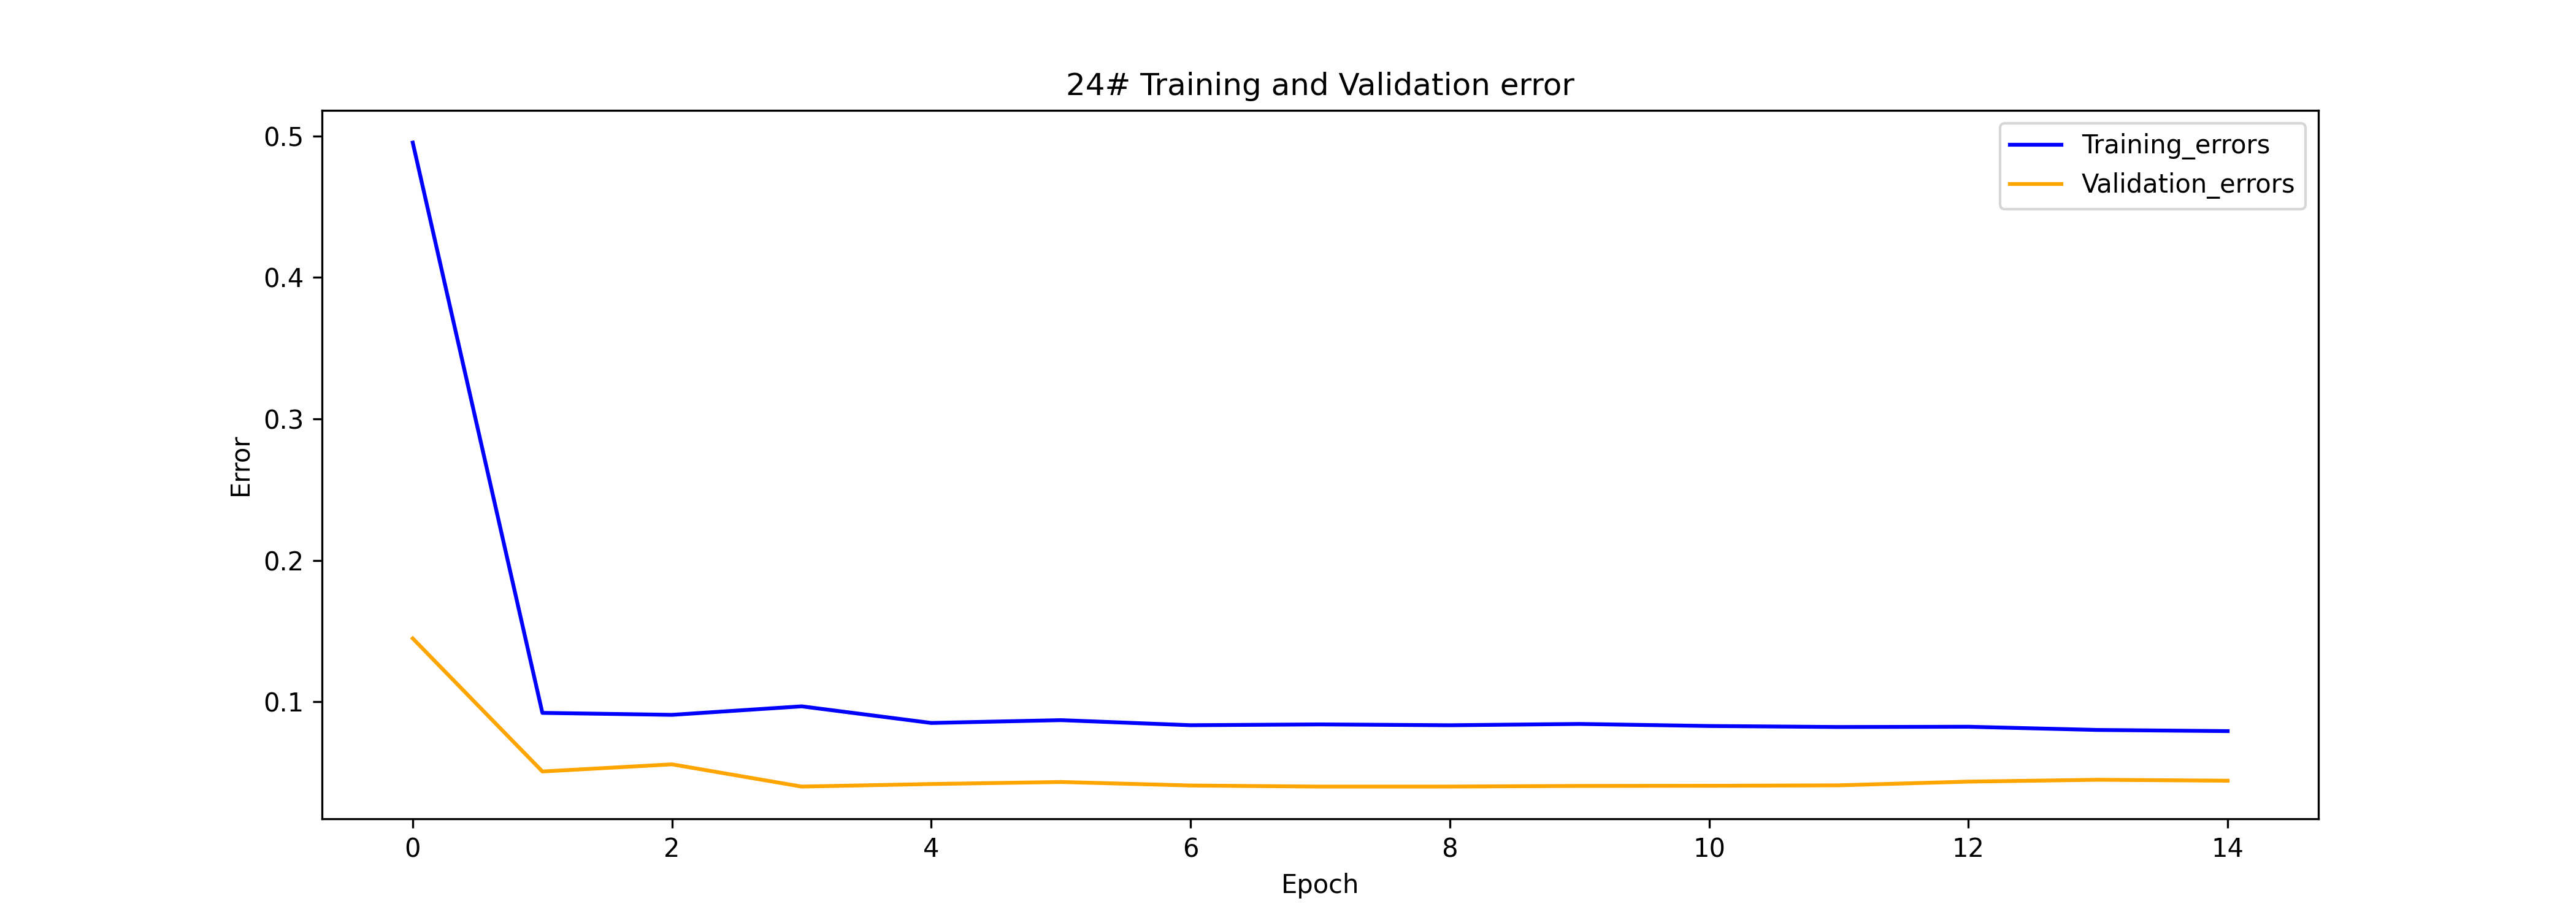 24# Training and Validation error
Training_errors
Validation_errors
0.5
0.4
0.3
0.2
0.1
Error
0 2 4 6 8 10 12 14
Epoch